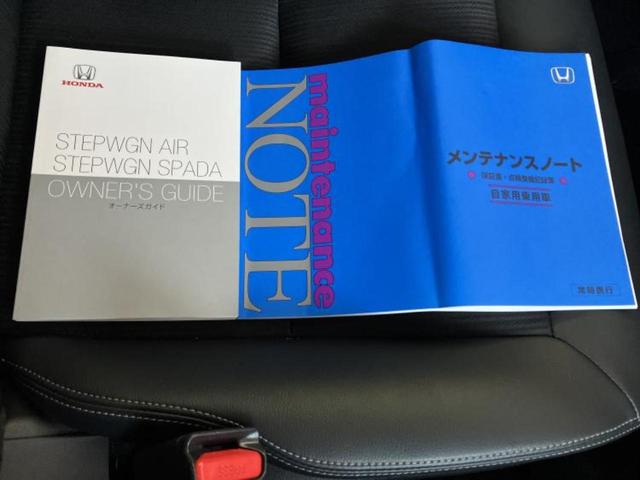 HONDA
STEPWGN AIR
STEPWGN SPADA
OWNER'S GUIDE
オーナーズガイド
maintenance
NOTE
メンテナンスノート
保証書・点検整備記録簿
自家用乗用車
常時携行
PRESS